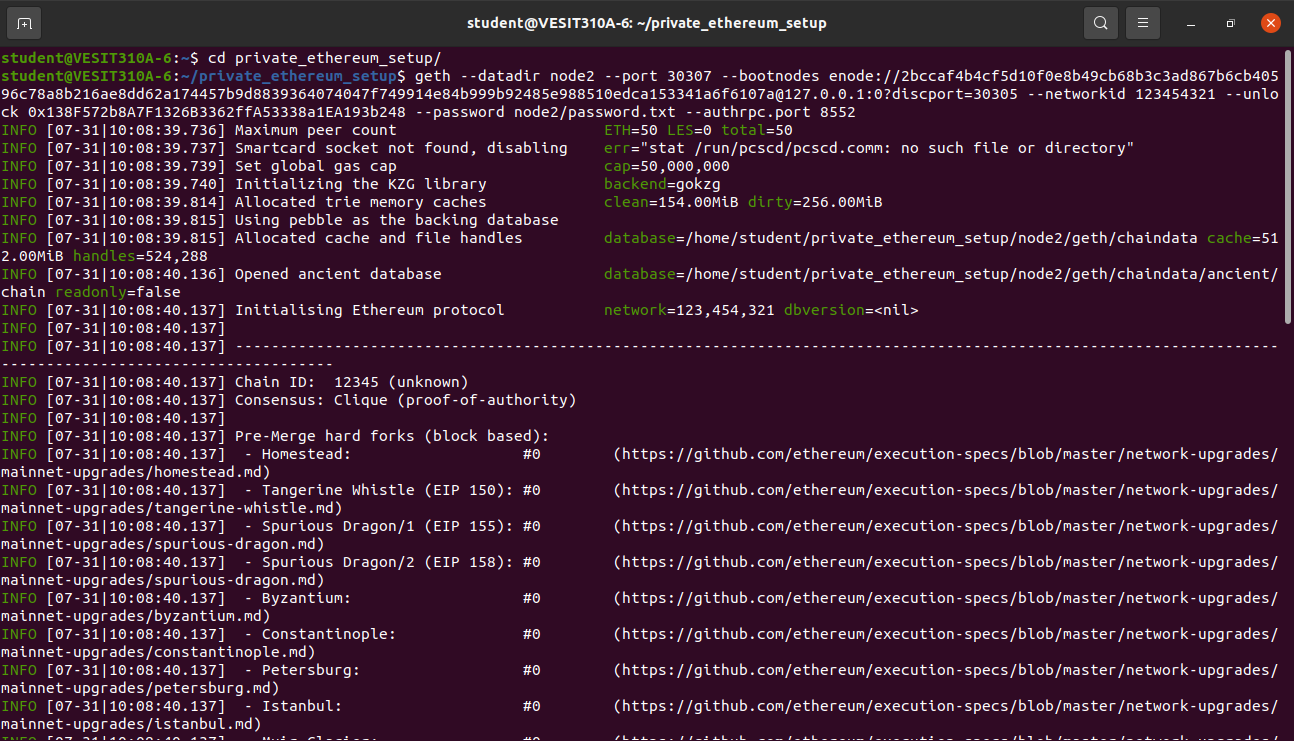 student@VESIT310A-6: ~/private_ethereum_setup
student@VESIT310A-6:~$ cd private_ethereum_setup/
student@VESIT310A-6:~/private_ethereum_setup$ geth --datadir node2 --port 30307 --bootnodes enode://2bccaf4b4cf5d10f0e8b49cb68b3c3ad867b6cb405
96c78a8b216ae8dd62a174457b9d8839364074047f749914e84b999b92485e988510edca153341a6f6107a@127.0.0.1:0?discport=30305 --networkid 123454321 --unlo
ck 0x138F572b8A7F1326B3362ffA53338a1EA193b248 --password node2/password.txt --authrpc.port 8552
INFO [07-31|10:08:39.736] Maximum peer count ETH=50 LES=0 total=50
INFO [07-31|10:08:39.737] Smartcard socket not found, disabling err="stat /run/pcscd/pcscd.comm: no such file or directory"
INFO [07-31|10:08:39.739] Set global gas cap cap=50,000,000
INFO [07-31|10:08:39.740] Initializing the KZG library backend=gokzg
INFO [07-31|10:08:39.814] Allocated trie memory caches clean=154.00MiB dirty=256.00MiB
INFO [07-31|10:08:39.815] Using pebble as the backing database
INFO [07-31|10:08:39.815] Allocated cache and file handles database=/home/student/private_ethereum_setup/node2/geth/chaindata cache=51
2.00MiB handles=524,288
INFO [07-31|10:08:40.136] Opened ancient database database=/home/student/private_ethereum_setup/node2/geth/chaindata/ancient/
chain readonly=false
INFO [07-31|10:08:40.137] Initialising Ethereum protocol network=123,454,321 dbversion=<nil>
INFO [07-31|10:08:40.137]
INFO [07-31|10:08:40.137] --------------------------------------------------------------------------------------------------------------------
-------------------------------------
INFO [07-31|10:08:40.137] Chain ID:  12345 (unknown)
INFO [07-31|10:08:40.137] Consensus: Clique (proof-of-authority)
INFO [07-31|10:08:40.137]
INFO [07-31|10:08:40.137] Pre-Merge hard forks (block based):
INFO [07-31|10:08:40.137]  - Homestead: #0 (https://github.com/ethereum/execution-specs/blob/master/network-upgrades/
mainnet-upgrades/homestead.md)
INFO [07-31|10:08:40.137]  - Tangerine Whistle (EIP 150): #0 (https://github.com/ethereum/execution-specs/blob/master/network-upgrades/
mainnet-upgrades/tangerine-whistle.md)
INFO [07-31|10:08:40.137]  - Spurious Dragon/1 (EIP 155): #0 (https://github.com/ethereum/execution-specs/blob/master/network-upgrades/
mainnet-upgrades/spurious-dragon.md)
INFO [07-31|10:08:40.137]  - Spurious Dragon/2 (EIP 158): #0 (https://github.com/ethereum/execution-specs/blob/master/network-upgrades/
mainnet-upgrades/spurious-dragon.md)
INFO [07-31|10:08:40.137]  - Byzantium: #0 (https://github.com/ethereum/execution-specs/blob/master/network-upgrades/
mainnet-upgrades/byzantium.md)
INFO [07-31|10:08:40.137]  - Constantinople: #0 (https://github.com/ethereum/execution-specs/blob/master/network-upgrades/
mainnet-upgrades/constantinople.md)
INFO [07-31|10:08:40.137]  - Petersburg: #0 (https://github.com/ethereum/execution-specs/blob/master/network-upgrades/
mainnet-upgrades/petersburg.md)
INFO [07-31|10:08:40.137]  - Istanbul: #0 (https://github.com/ethereum/execution-specs/blob/master/network-upgrades/
mainnet-upgrades/istanbul.md)